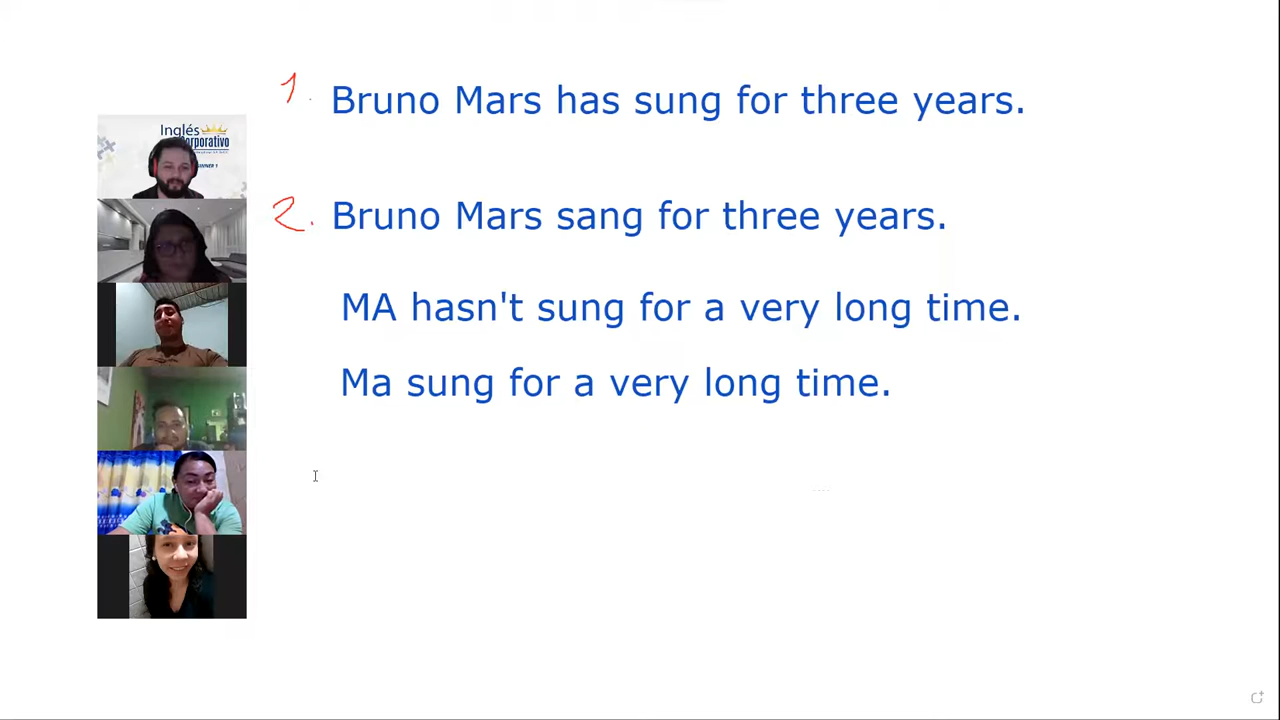 1. Bruno Mars has sung for three years.
Inglés
Corporativo
2. Bruno Mars sang for three years.
MA hasn't sung for a very long time.
Ma sung for a very long time.